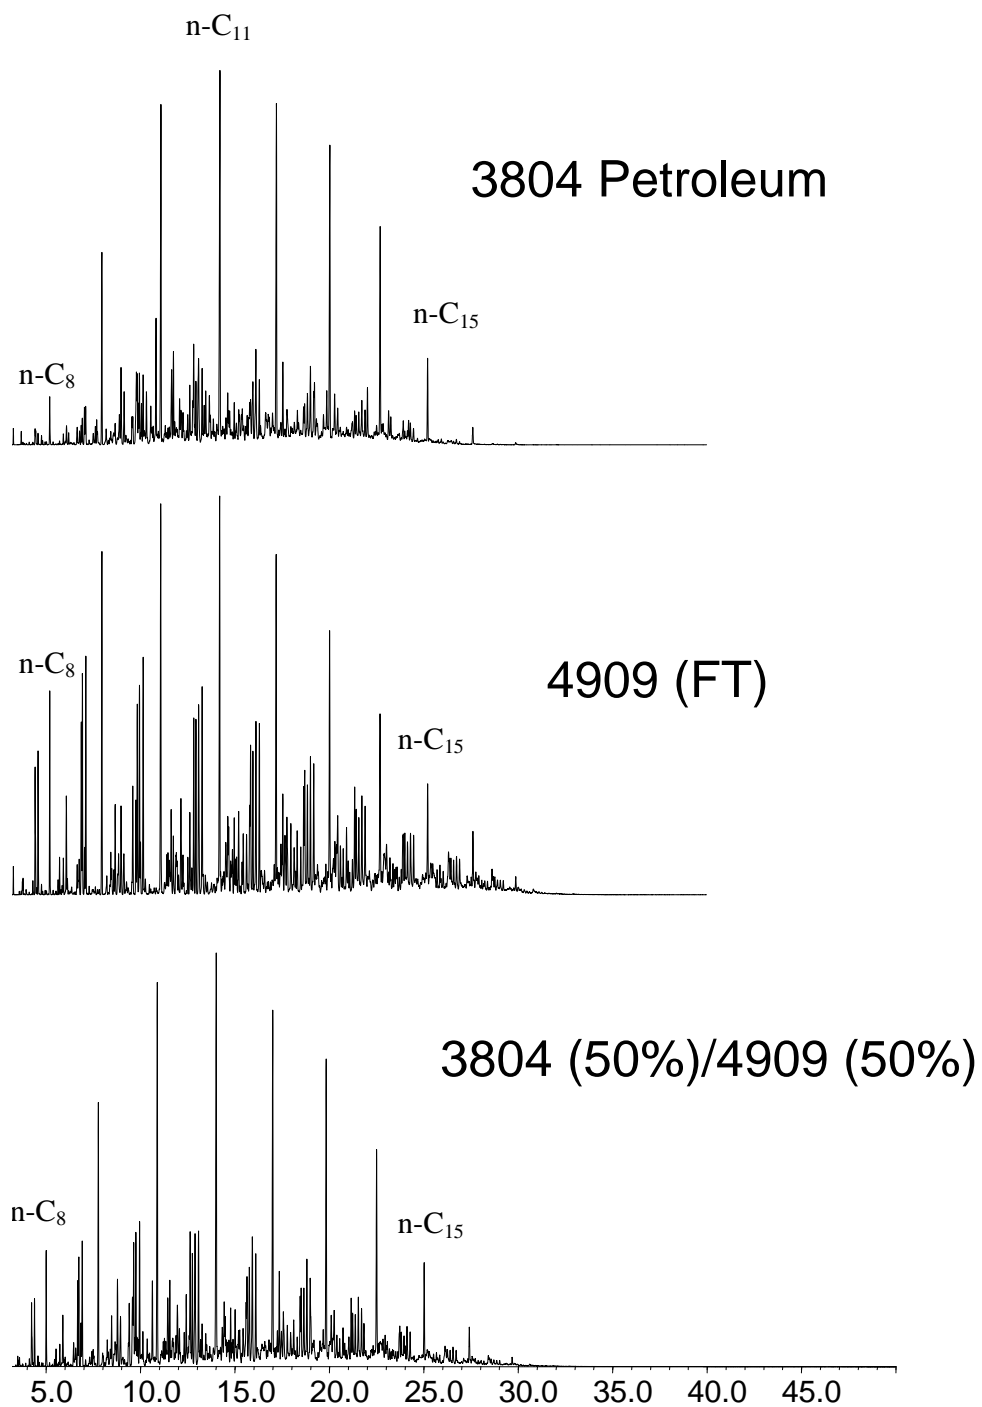 n-C₁₁
3804 Petroleum
n-C₈
n-C₁₅
n-C₈
4909 (FT)
n-C₁₅
3804 (50%)/4909 (50%)
n-C₈
n-C₁₅
5.0 10.0 15.0 20.0 25.0 30.0 35.0 40.0 45.0